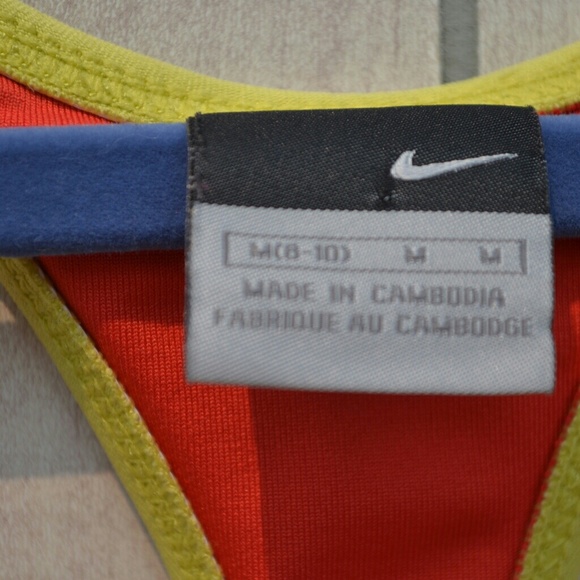 M(8-10) M M
MADE IN CAMBODIA
FABRIQUE AU CAMBODGE